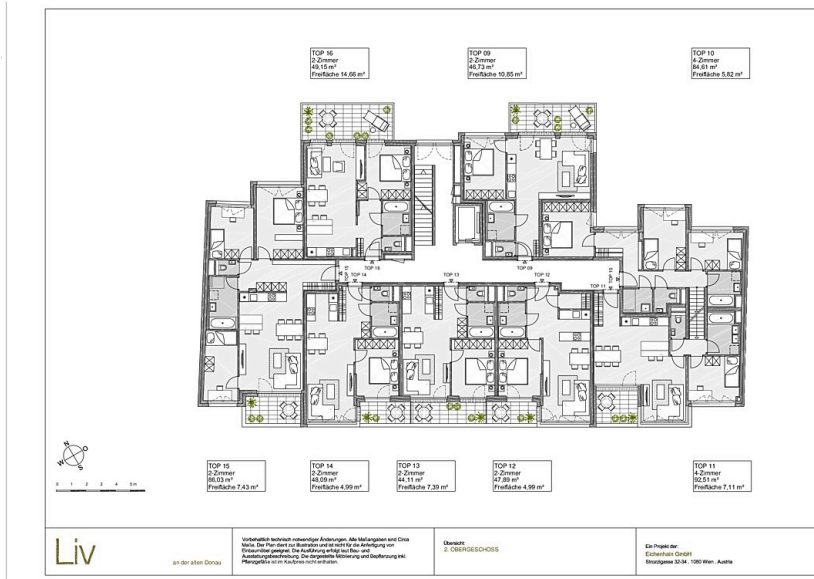 TOP 16
2-Zimmer
49,15 m²
Freifläche 14,66 m²
TOP 09
2-Zimmer
46,73 m²
Freifläche 10,85 m²
TOP 10
4-Zimmer
84,61 m²
Freifläche 5,82 m²
TOP 16
TOP 15
TOP 14
TOP 13
TOP 09
TOP 12
TOP 10
TOP 11
N
W
O
S
0 1 2 3 4 5m
TOP 15
2-Zimmer
86,03 m²
Freifläche 7,43 m²
TOP 14
2-Zimmer
48,09 m²
Freifläche 4,99 m²
TOP 13
2-Zimmer
44,11 m²
Freifläche 7,39 m²
TOP 12
2-Zimmer
47,89 m²
Freifläche 4,99 m²
TOP 11
4-Zimmer
92,51 m²
Freifläche 7,11 m²
Liv
an der alten Donau
Vorbehaltlich technisch notwendiger Änderungen. Alle Maßangaben sind Circa
Maße. Der Plan dient zur Illustration und ist nicht für die Anfertigung von
Einbaumöbel geeignet. Die Ausführung erfolgt laut Bau- und
Ausstattungsbeschreibung. Die dargestellte Möblierung und Bepflanzung inkl.
Pflanzgefäße ist im Kaufpreis nicht enthalten.
Übersicht
2. OBERGESCHOSS
Ein Projekt der:
Eichenhain GmbH
Strozzigasse 32-34 . 1080 Wien . Austria